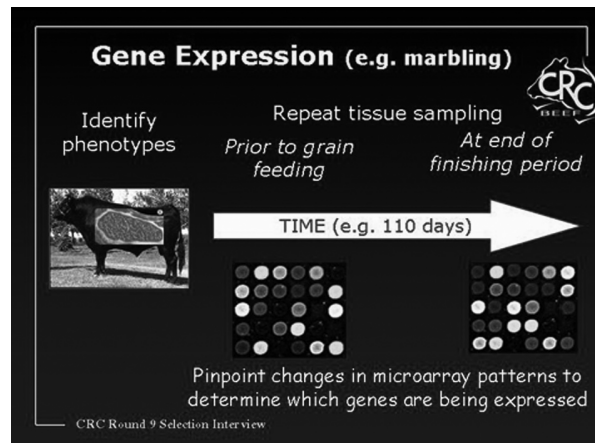 Gene Expression (e.g. marbling)
CRC
BEEF
Identify
phenotypes
Repeat tissue sampling
Prior to grain
feeding
At end of
finishing period
TIME (e.g. 110 days)
Pinpoint changes in microarray patterns to
determine which genes are being expressed
CRC Round 9 Selection Interview